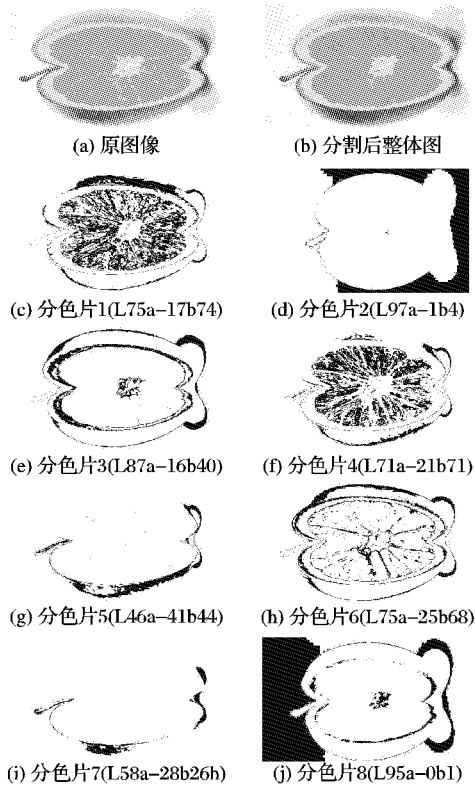 (a) 原图像
(b) 分割后整体图
(c) 分色片1(L75a–17b74)
(d) 分色片2(L97a–1b4)
(e) 分色片3(L87a–16b40)
(f) 分色片4(L71a–21b71)
(g) 分色片5(L46a–41b44)
(h) 分色片6(L75a–25b68)
(i) 分色片7(L58a–28b26h)
(j) 分色片8(L95a–0b1)